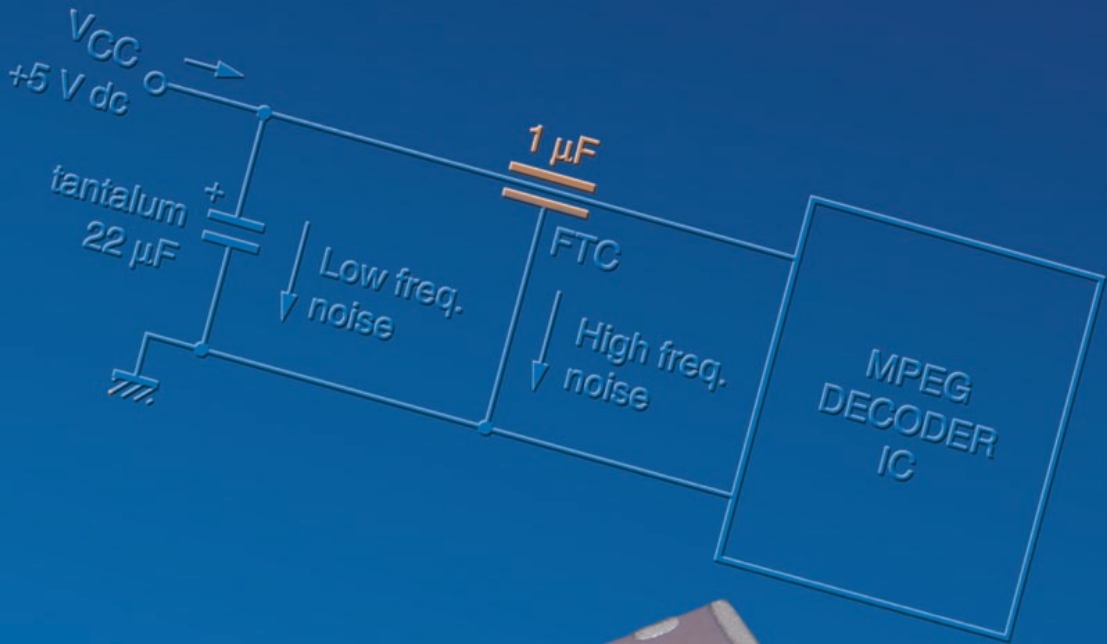 VCC
+5 V dc
1 μF
tantalum
22 μF
+
FTC
Low freq.
noise
High freq.
noise
MPEG
DECODER
IC